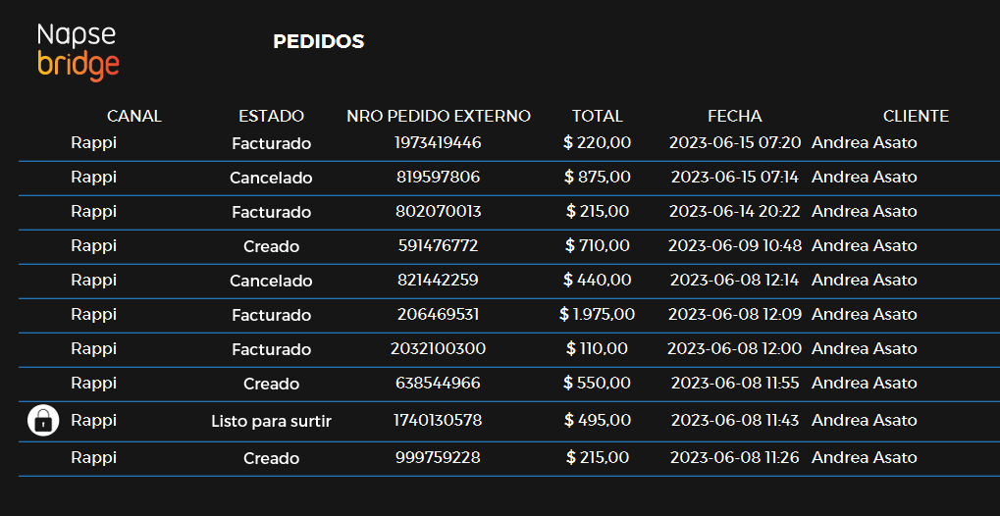 Napse
bridge
PEDIDOS
CANAL ESTADO NRO PEDIDO EXTERNO TOTAL FECHA CLIENTE
Rappi Facturado 1973419446 $ 220,00 2023-06-15 07:20 Andrea Asato
Rappi Cancelado 819597806 $ 875,00 2023-06-15 07:14 Andrea Asato
Rappi Facturado 802070013 $ 215,00 2023-06-14 20:22 Andrea Asato
Rappi Creado 591476772 $ 710,00 2023-06-09 10:48 Andrea Asato
Rappi Cancelado 821442259 $ 440,00 2023-06-08 12:14 Andrea Asato
Rappi Facturado 206469531 $ 1.975,00 2023-06-08 12:09 Andrea Asato
Rappi Facturado 2032100300 $ 110,00 2023-06-08 12:00 Andrea Asato
Rappi Creado 638544966 $ 550,00 2023-06-08 11:55 Andrea Asato
Rappi Listo para surtir 1740130578 $ 495,00 2023-06-08 11:43 Andrea Asato
Rappi Creado 999759228 $ 215,00 2023-06-08 11:26 Andrea Asato